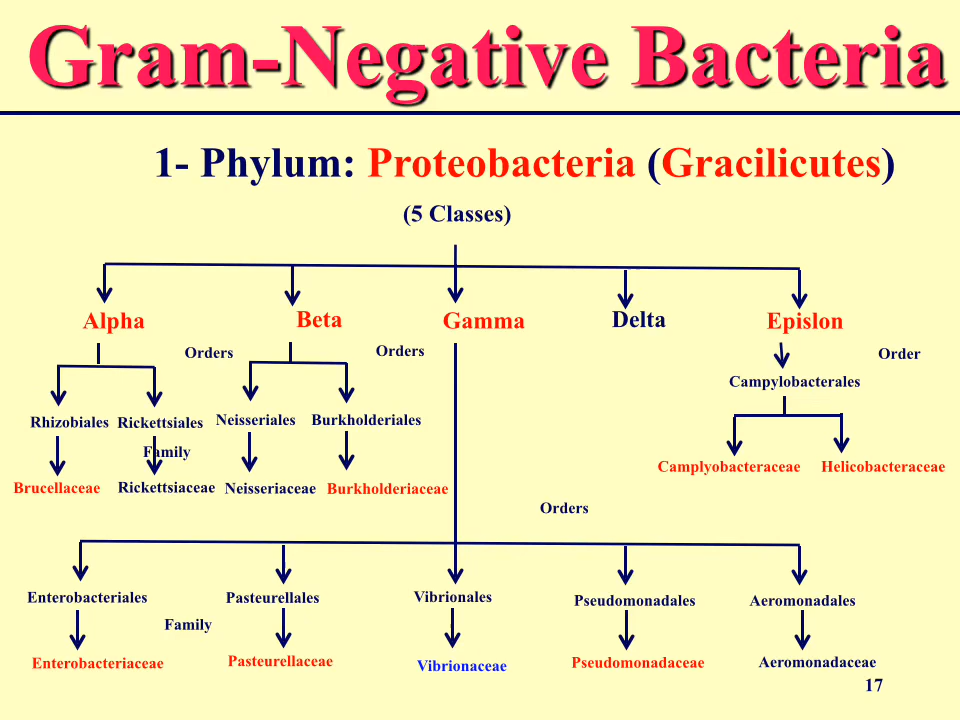 Gram-Negative Bacteria
1- Phylum: Proteobacteria (Gracilicutes)
(5 Classes)
Alpha Beta Gamma Delta Epislon
Orders Orders Order
Campylobacterales
Rhizobiales Rickettsiales Neisseriales Burkholderiales
Family
Camplyobacteraceae Helicobacteraceae
Brucellaceae Rickettsiaceae Neisseriaceae Burkholderiaceae
Orders
Enterobacteriales Pasteurellales Vibrionales Pseudomonadales Aeromonadales
Family
Enterobacteriaceae Pasteurellaceae Vibrionaceae Pseudomonadaceae Aeromonadaceae
17